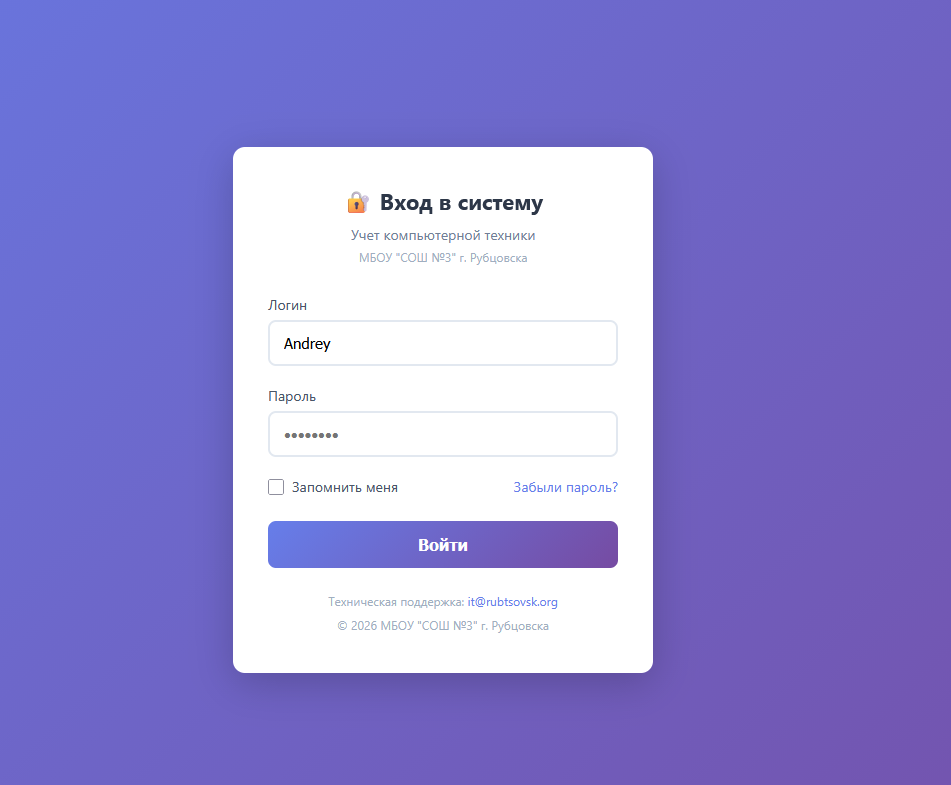 Вход в систему
Учет компьютерной техники
МБОУ "СОШ №3" г. Рубцовска
Логин
Andrey
Пароль
••••••••
Запомнить меня Забыли пароль?
Войти
Техническая поддержка: it@rubtsovsk.org
© 2026 МБОУ "СОШ №3" г. Рубцовска